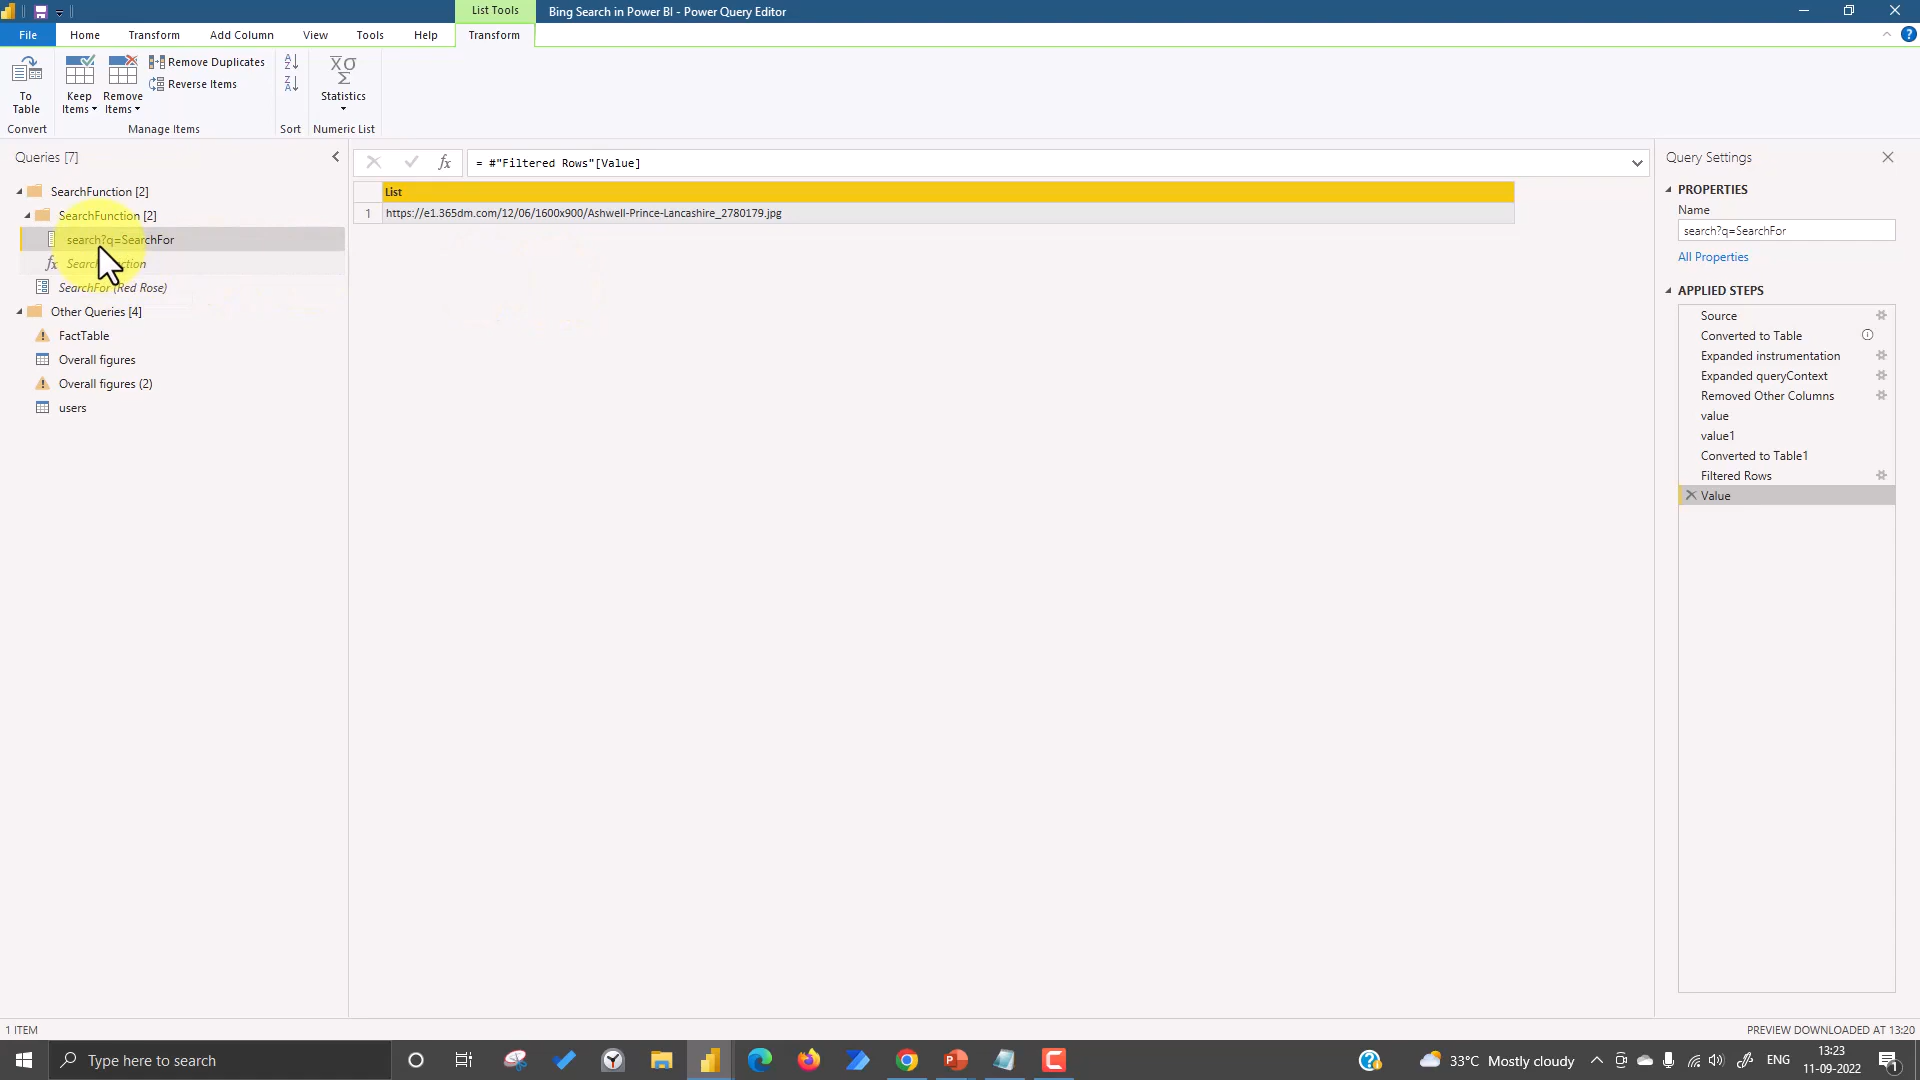 List Tools
Bing Search in Power BI - Power Query Editor
File Home Transform Add Column View Tools Help Transform
To Table
Keep Items
Remove Items
Remove Duplicates
Reverse Items
Statistics
Convert
Manage Items
Sort
Numeric List
Queries [7]
SearchFunction [2]
SearchFunction [2]
search?q=SearchFor
SearchFor (Red Rose)
Other Queries [4]
FactTable
Overall figures
Overall figures (2)
users
fx = #"Filtered Rows"[Value]
List
1 https://e1.365dm.com/12/06/1600x900/Ashwell-Prince-Lancashire_2780179.jpg
Query Settings
PROPERTIES
Name
search?q=SearchFor
All Properties
APPLIED STEPS
Source
Converted to Table
Expanded instrumentation
Expanded queryContext
Removed Other Columns
value
value1
Converted to Table1
Filtered Rows
Value
1 ITEM
PREVIEW DOWNLOADED AT 13:20
Type here to search
33°C Mostly cloudy
ENG
13:23
11-09-2022